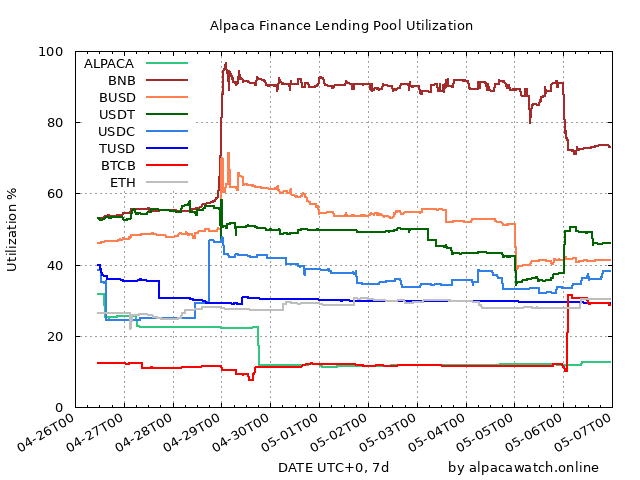 Alpaca Finance Lending Pool Utilization
Utilization %
100
80
60
40
20
0
ALPACA
BNB
BUSD
USDT
USDC
TUSD
BTCB
ETH
04-26T00
04-27T00
04-28T00
04-29T00
04-30T00
05-01T00
05-02T00
05-03T00
05-04T00
05-05T00
05-06T00
05-07T00
DATE UTC+0, 7d
by alpacawatch.online